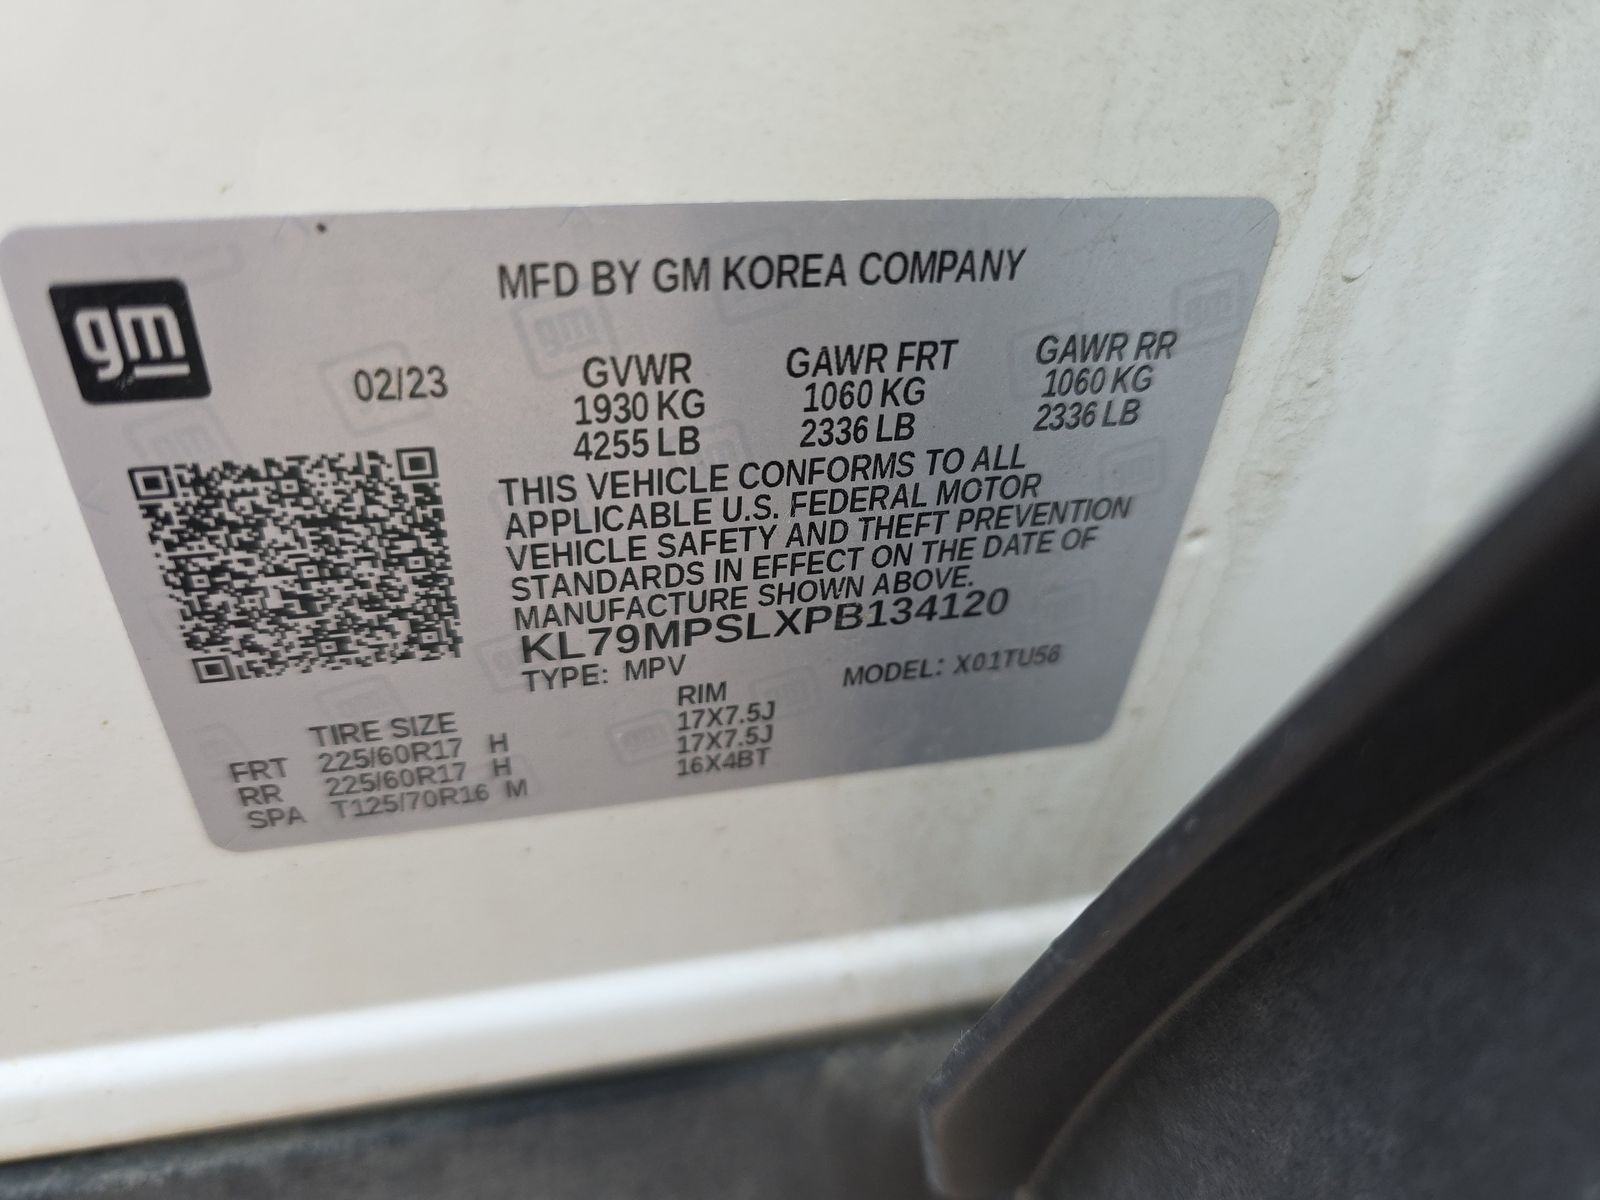 gm
MFD BY GM KOREA COMPANY
02/23
GVWR
1930 KG
4255 LB
GAWR FRT
1060 KG
2336 LB
GAWR RR
1060 KG
2336 LB
THIS VEHICLE CONFORMS TO ALL
APPLICABLE U.S. FEDERAL MOTOR
VEHICLE SAFETY AND THEFT PREVENTION
STANDARDS IN EFFECT ON THE DATE OF
MANUFACTURE SHOWN ABOVE.
KL79MPSLXPB134120
TYPE: MPV
MODEL: X01TU56
TIRE SIZE
RIM
FRT 225/60R17 H 17X7.5J
RR 225/60R17 H 17X7.5J
SPA T125/70R16 M 16X4BT